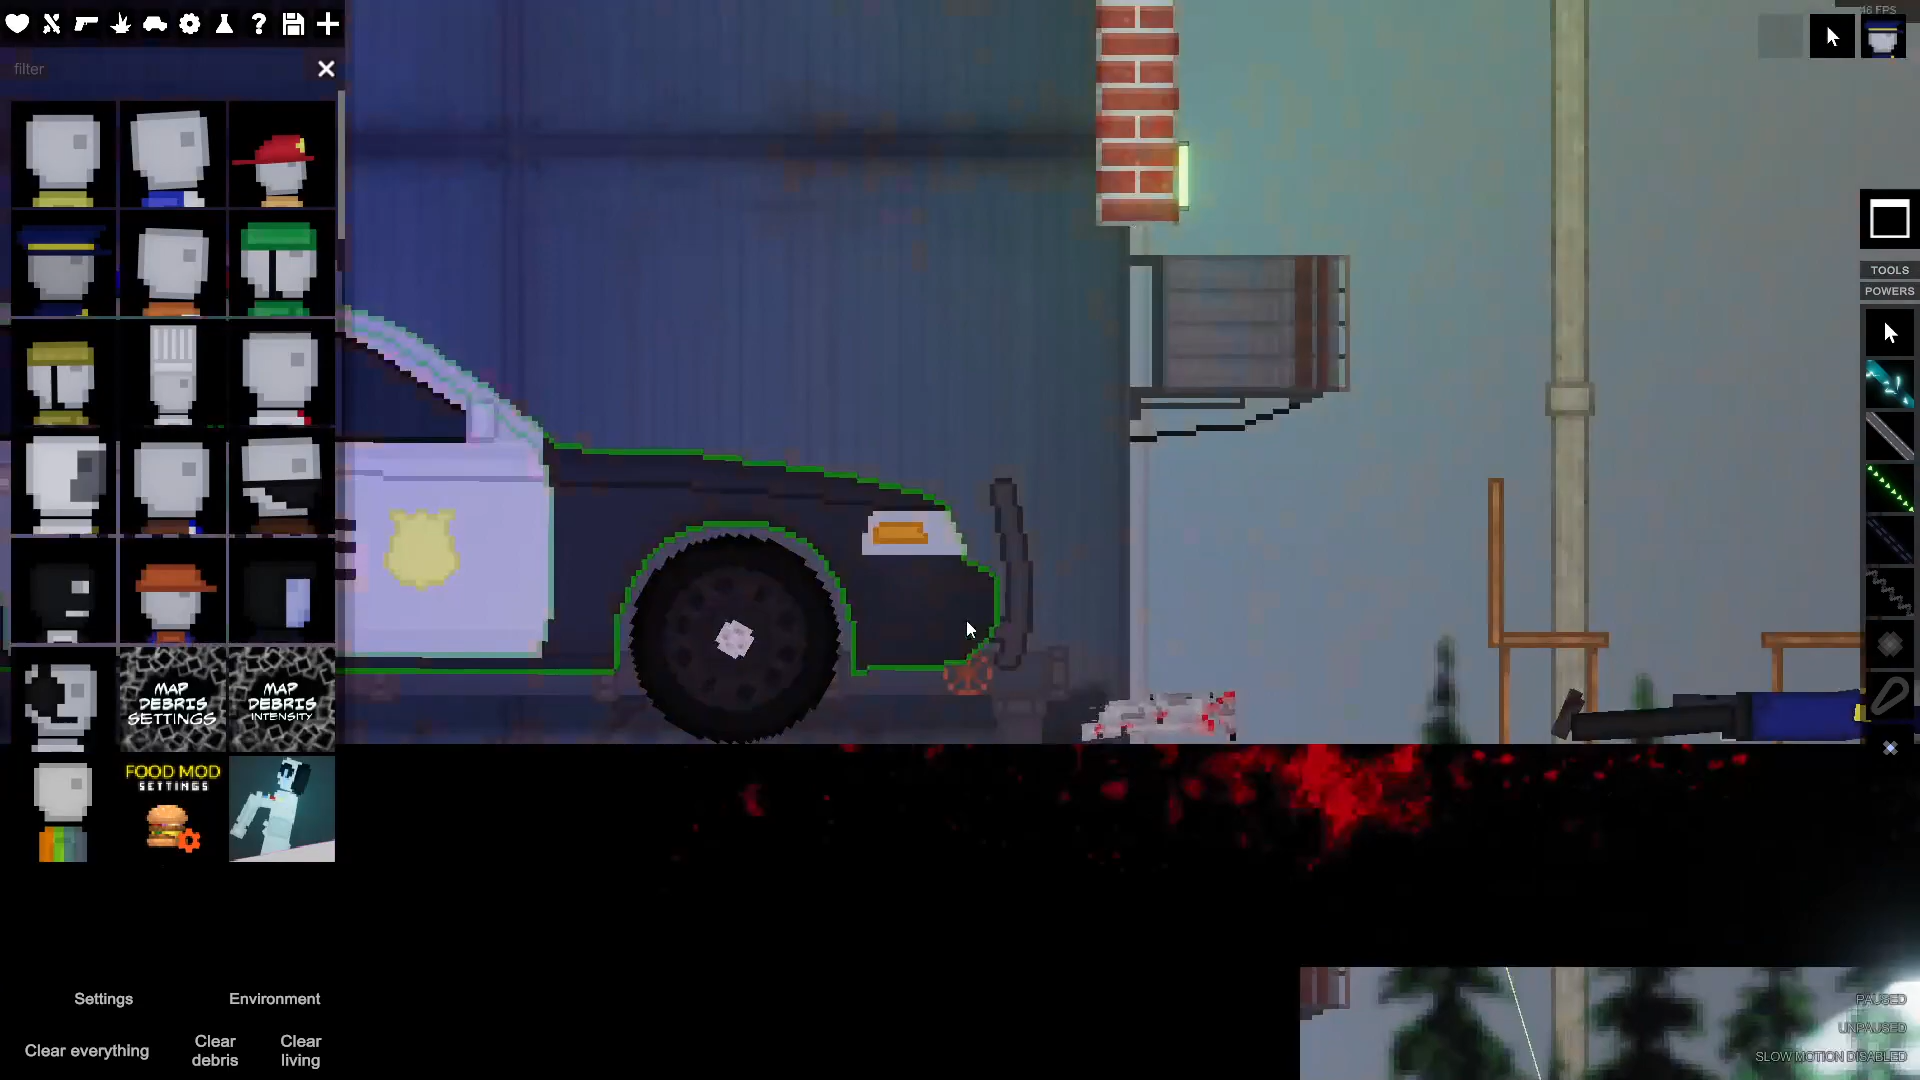 46 FPS
filter
TOOLS
POWERS
MAP
DEBRIS
SETTINGS
MAP
DEBRIS
INTENSITY
FOOD MOD
SETTINGS
Settings
Environment
Clear everything
Clear
debris
Clear
living
PAUSED
UNPAUSED
SLOW MOTION DISABLED